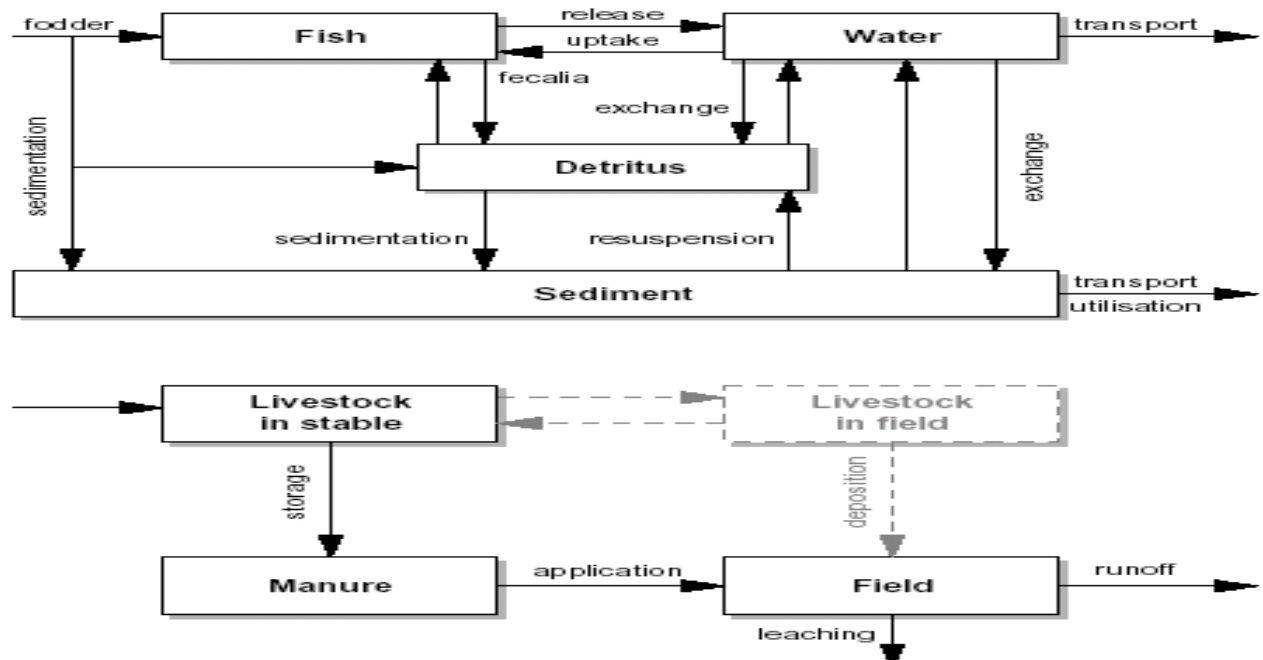 fodder
Fish
release
uptake
Water
transport
fecalia
exchange
sedimentation
Detritus
exchange
sedimentation
resuspension
Sediment
transport
utilisation
Livestock
in stable
Livestock
in field
storage
deposition
Manure
application
Field
runoff
leaching